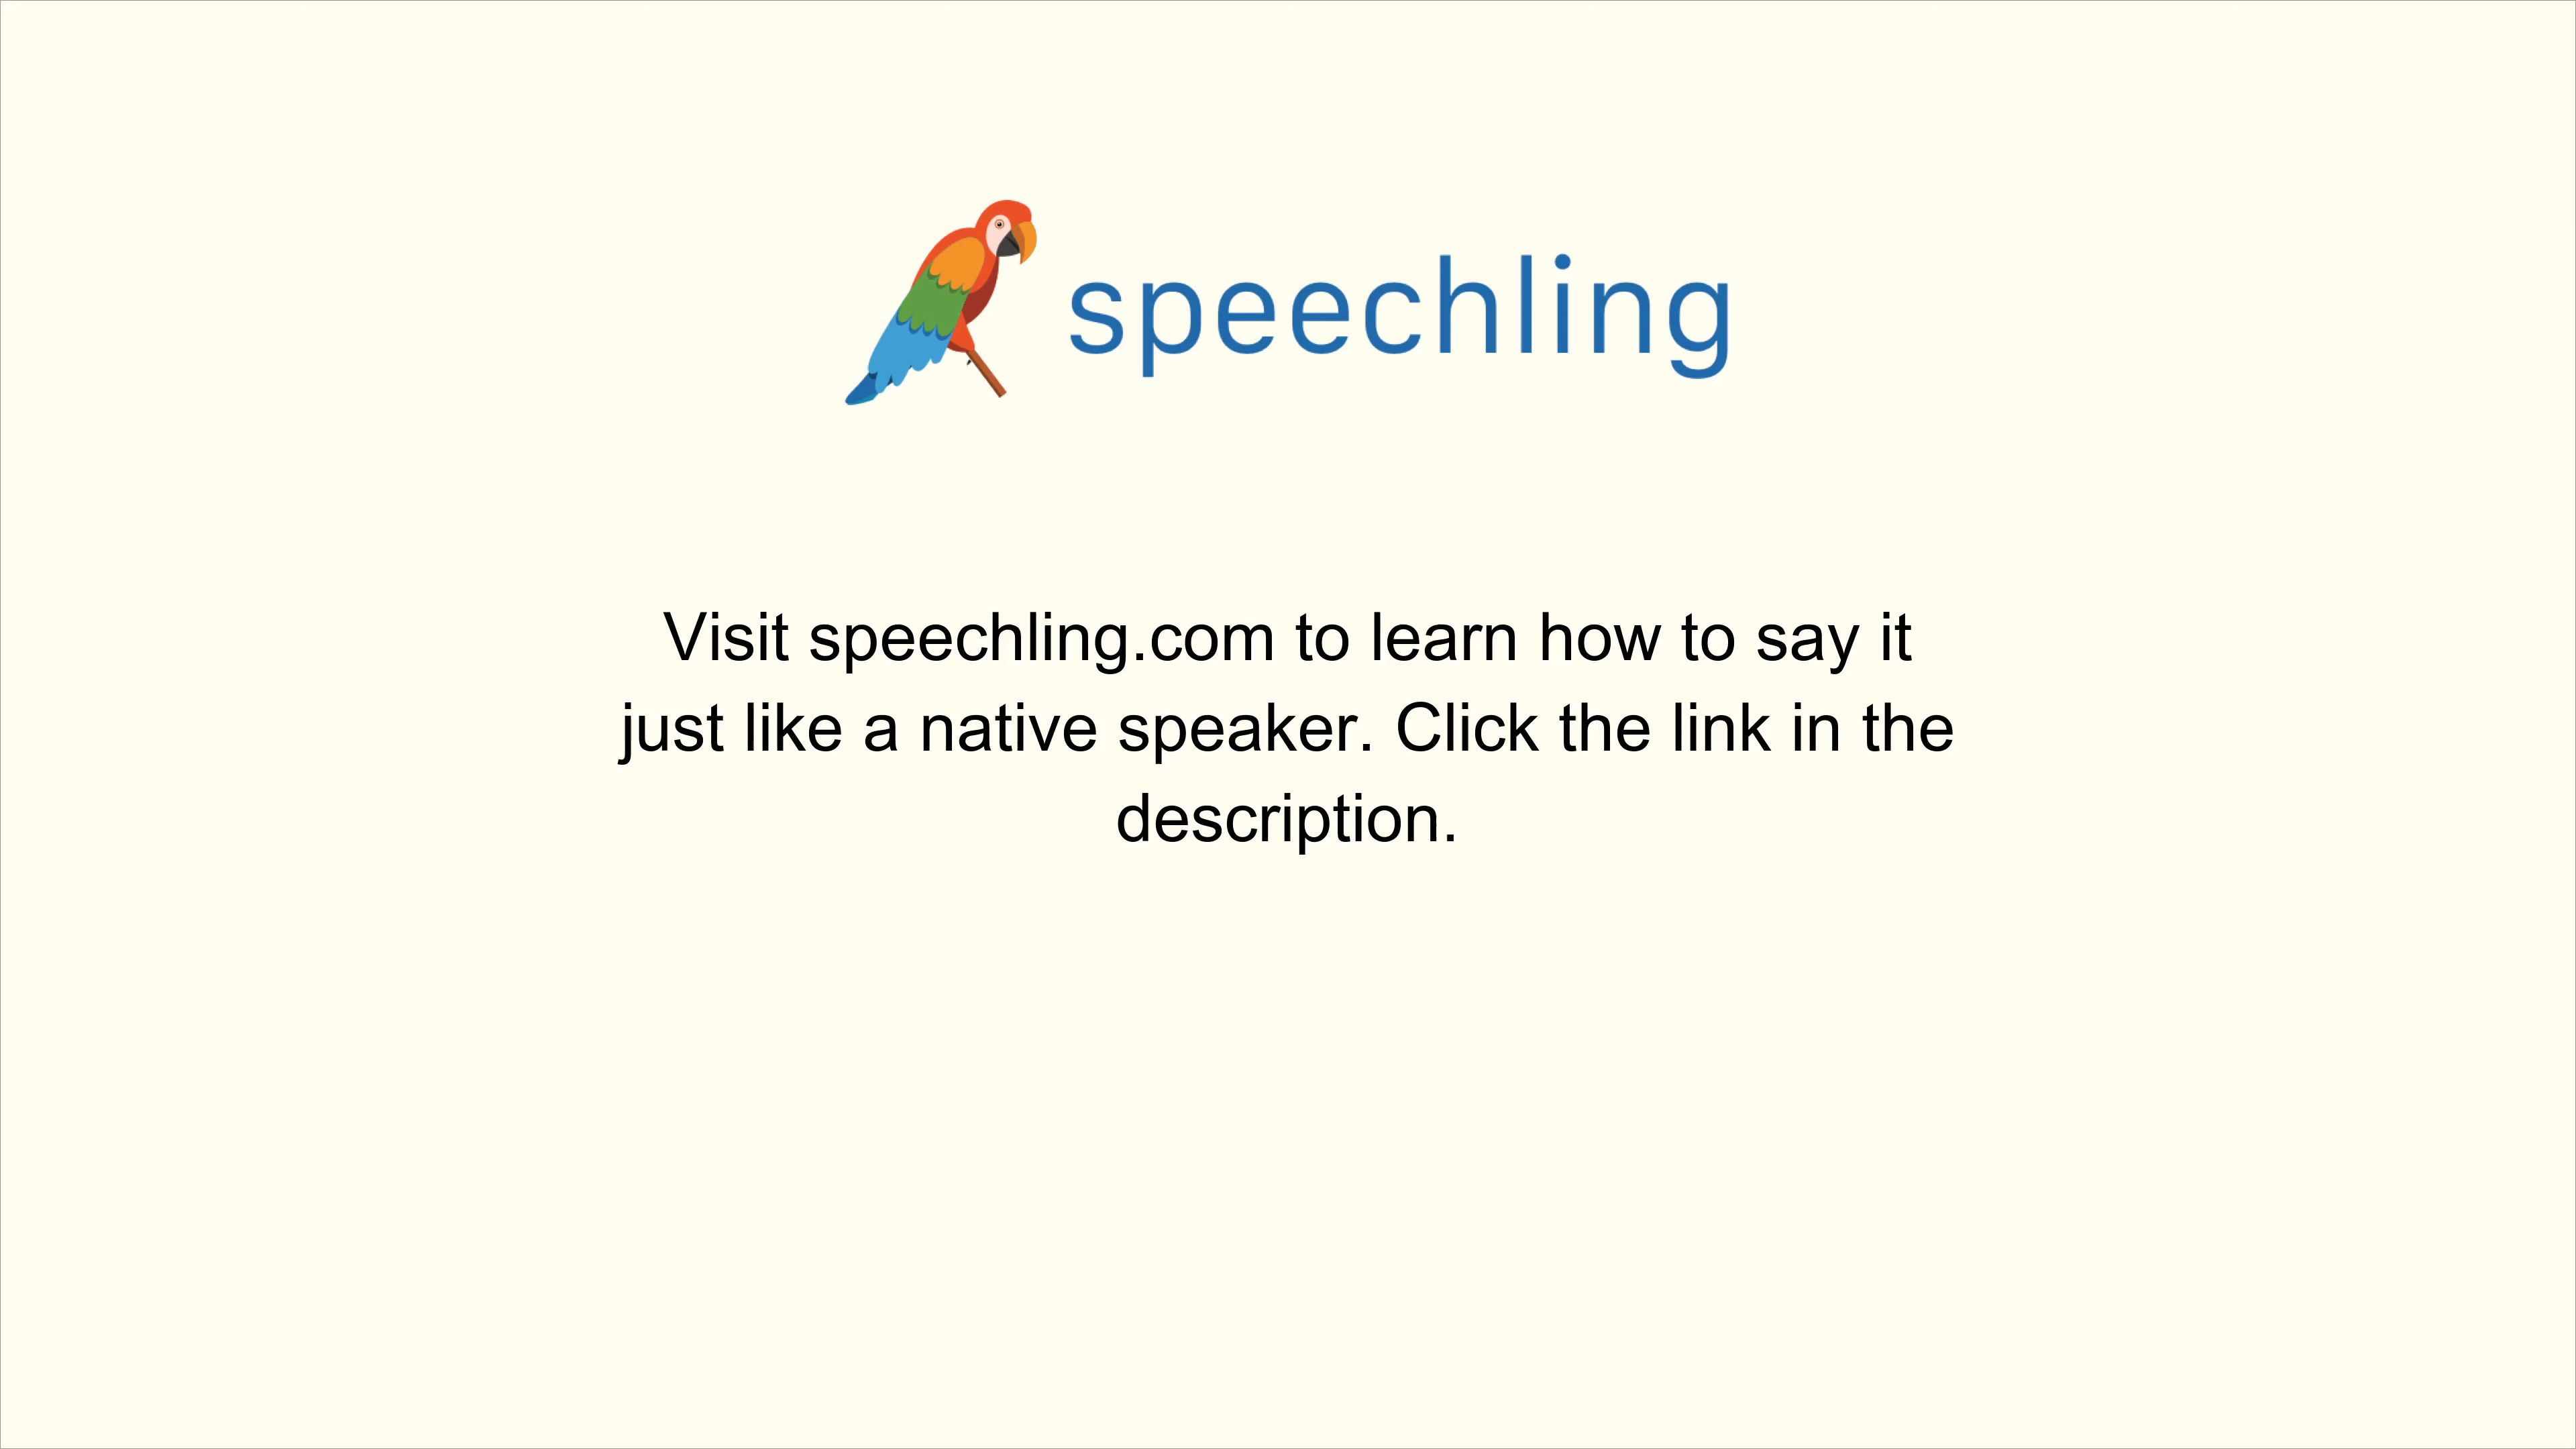 speechling
Visit speechling.com to learn how to say it
just like a native speaker. Click the link in the
description.